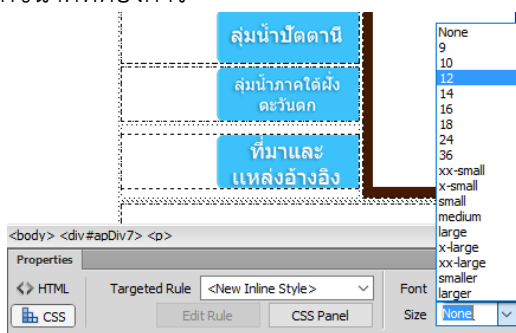 ลุ่มน้ำปัตตานี
ลุ่มน้ำภาคใต้ฝั่ง
ตะวันตก
ที่มาและ
แหล่งอ้างอิง
None
9
10
12
14
16
18
24
36
xx-small
x-small
small
medium
large
x-large
xx-large
smaller
larger
<body> <div#apDiv7> <p>
Properties
<> HTML Targeted Rule <New Inline Style> Font
CSS Edit Rule CSS Panel Size None